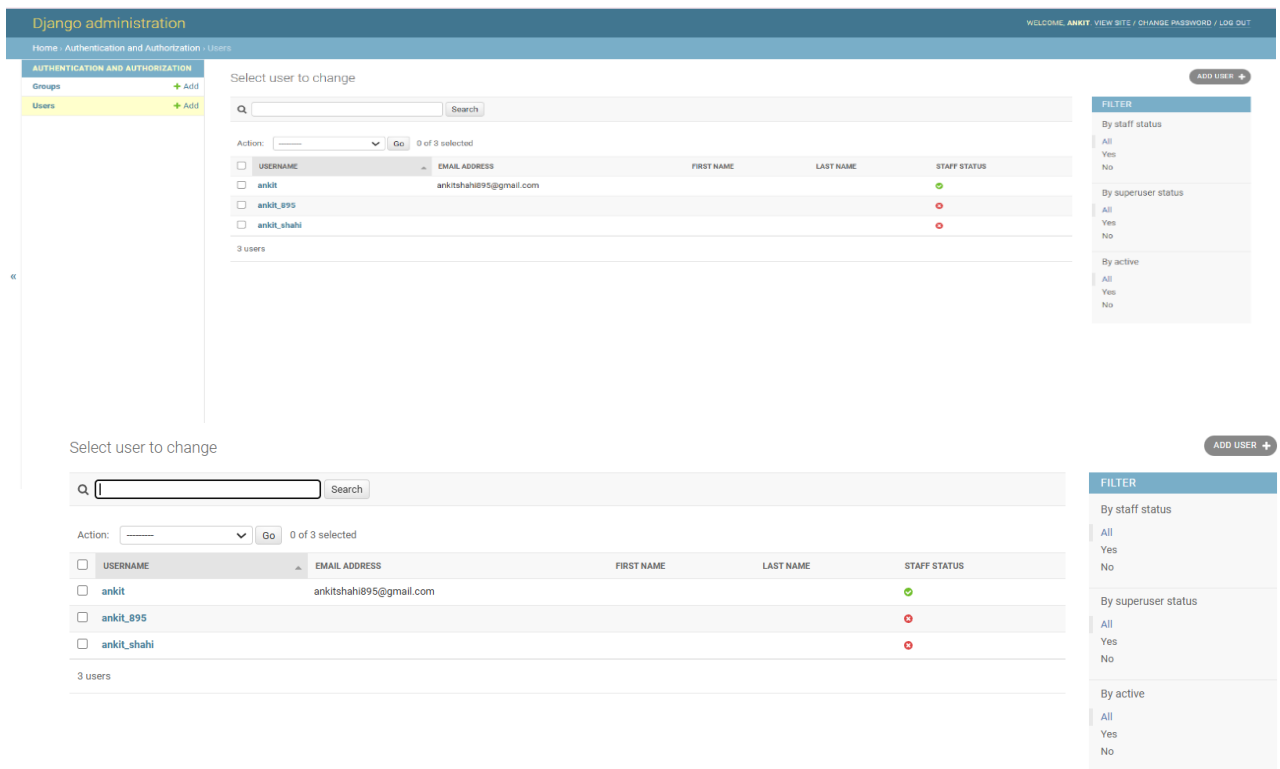 Django administration
WELCOME, ANKIT VIEW SITE / CHANGE PASSWORD / LOG OUT
Home › Authentication and Authorization › Users
AUTHENTICATION AND AUTHORIZATION
Groups + Add
Users + Add
Select user to change
ADD USER +
Search
Action: --------- Go 0 of 3 selected
USERNAME EMAIL ADDRESS FIRST NAME LAST NAME STAFF STATUS
ankit ankitshahi895@gmail.com
ankit_895
ankit_shahi
3 users
FILTER
By staff status
All
Yes
No
By superuser status
All
Yes
No
By active
All
Yes
No
«
Select user to change
ADD USER +
Search
Action: --------- Go 0 of 3 selected
USERNAME EMAIL ADDRESS FIRST NAME LAST NAME STAFF STATUS
ankit ankitshahi895@gmail.com
ankit_895
ankit_shahi
3 users
FILTER
By staff status
All
Yes
No
By superuser status
All
Yes
No
By active
All
Yes
No